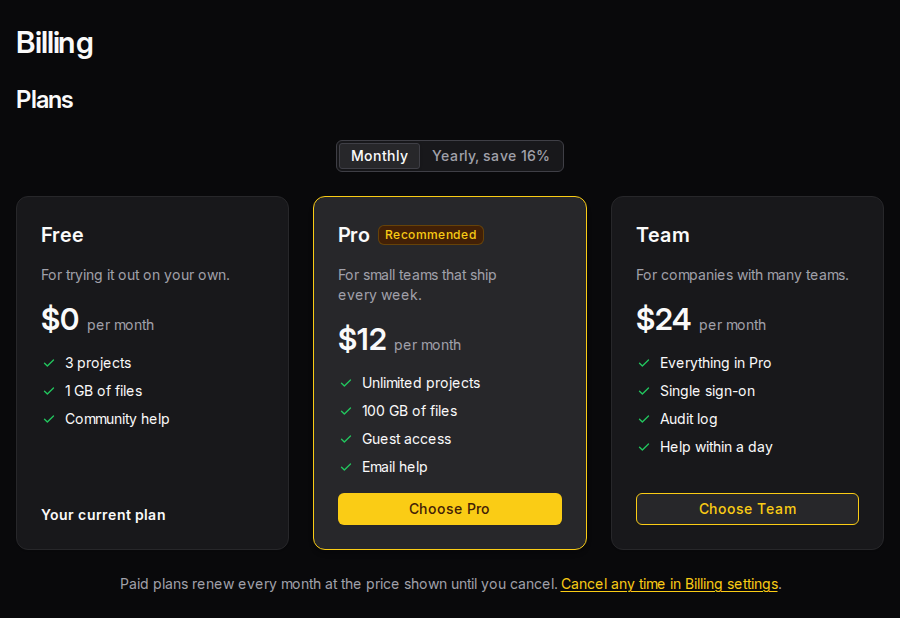 Billing
Plans
Monthly
Yearly, save 16%
Free
For trying it out on your own.
$0 per month
3 projects
1 GB of files
Community help
Your current plan
Pro
Recommended
For small teams that ship
every week.
$12 per month
Unlimited projects
100 GB of files
Guest access
Email help
Choose Pro
Team
For companies with many teams.
$24 per month
Everything in Pro
Single sign-on
Audit log
Help within a day
Choose Team
Paid plans renew every month at the price shown until you cancel. Cancel any time in Billing settings.